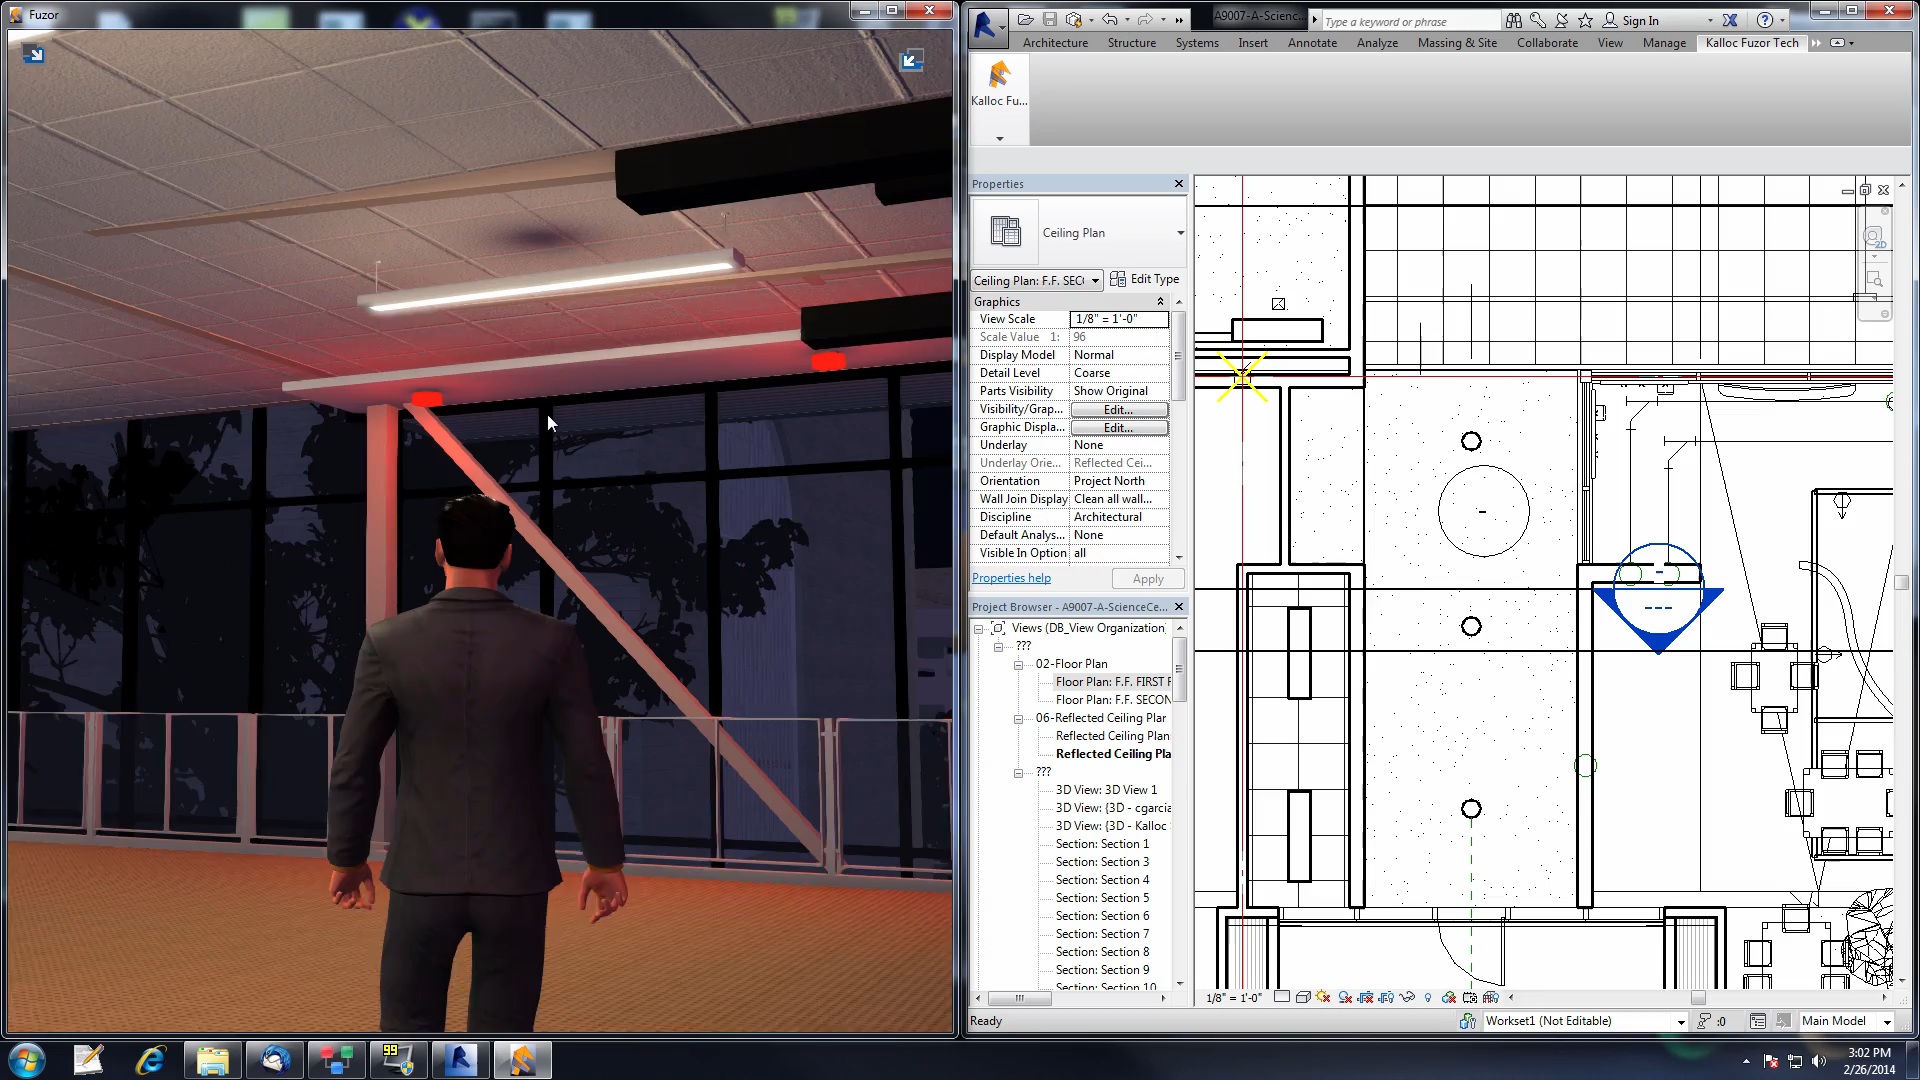 Fuzor
A9007-A-Scienc...
Type a keyword or phrase
Sign In
Architecture
Structure
Systems
Insert
Annotate
Analyze
Massing & Site
Collaborate
View
Manage
Kalloc Fuzor Tech
Kalloc Fu...
Properties
Ceiling Plan
Ceiling Plan: F.F. SEC
Edit Type
Graphics
View Scale 1/8" = 1'-0"
Scale Value 1: 96
Display Model Normal
Detail Level Coarse
Parts Visibility Show Original
Visibility/Grap... Edit...
Graphic Displa... Edit...
Underlay None
Underlay Orie... Reflected Cei...
Orientation Project North
Wall Join Display Clean all wall...
Discipline Architectural
Default Analys... None
Visible In Option all
Properties help
Apply
Project Browser - A9007-A-ScienceCe...
Views (DB_View Organization)
???
02-Floor Plan
Floor Plan: F.F. FIRST F
Floor Plan: F.F. SECON
06-Reflected Ceiling Plar
Reflected Ceiling Plan:
Reflected Ceiling Pla
???
3D View: 3D View 1
3D View: {3D - cgarcia
3D View: {3D - Kalloc
Section: Section 1
Section: Section 3
Section: Section 4
Section: Section 5
Section: Section 6
Section: Section 7
Section: Section 8
Section: Section 9
Section: Section 10
2D
1/8" = 1'-0"
Ready
Workset1 (Not Editable)
:0
Main Model
99
3:02 PM
2/26/2014